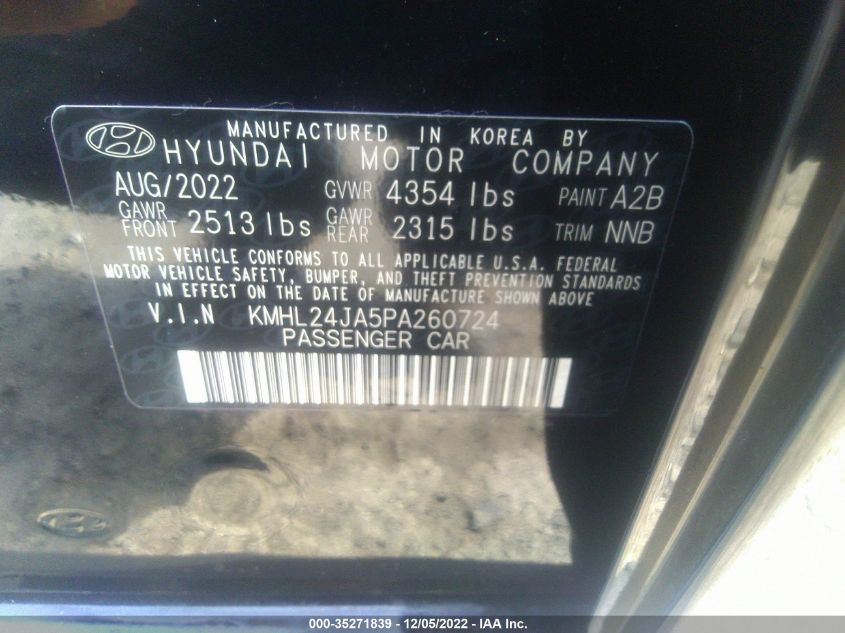 MANUFACTURED IN KOREA BY
HYUNDAI MOTOR COMPANY
AUG/2022 GVWR 4354 lbs PAINT A2B
GAWR FRONT 2513 lbs GAWR REAR 2315 lbs TRIM NNB
THIS VEHICLE CONFORMS TO ALL APPLICABLE U.S.A. FEDERAL
MOTOR VEHICLE SAFETY, BUMPER, AND THEFT PREVENTION STANDARDS
IN EFFECT ON THE DATE OF MANUFACTURE SHOWN ABOVE
V.I.N KMHL24JA5PA260724
PASSENGER CAR
000-35271839 - 12/05/2022 - IAA Inc.